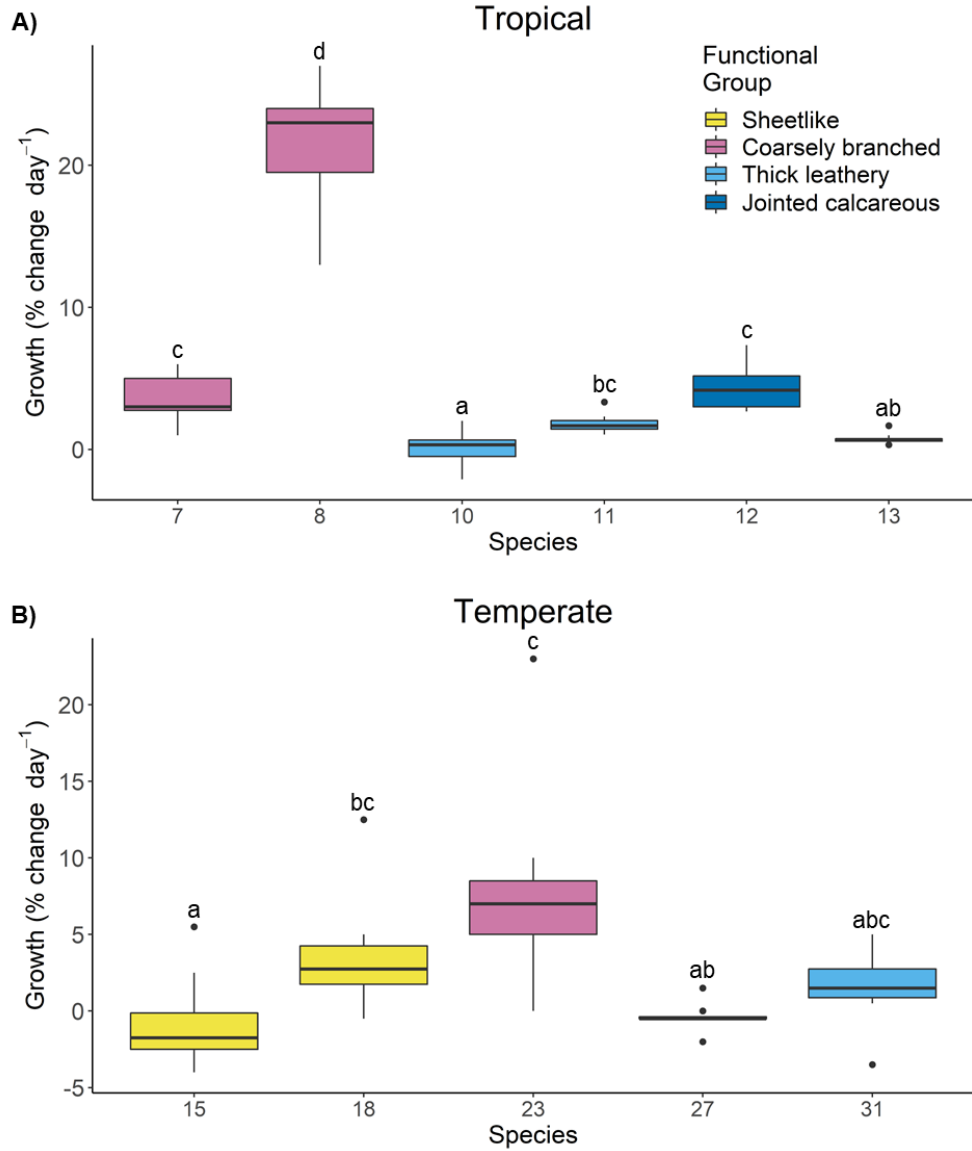 A)
Tropical
Growth (% change day⁻¹)
20
10
0
c
d
a
bc
c
ab
Functional
Group
Sheetlike
Coarsely branched
Thick leathery
Jointed calcareous
7 8 10 11 12 13
Species
B)
Temperate
Growth (% change day⁻¹)
20
15
10
5
0
-5
a
bc
c
ab
abc
15 18 23 27 31
Species